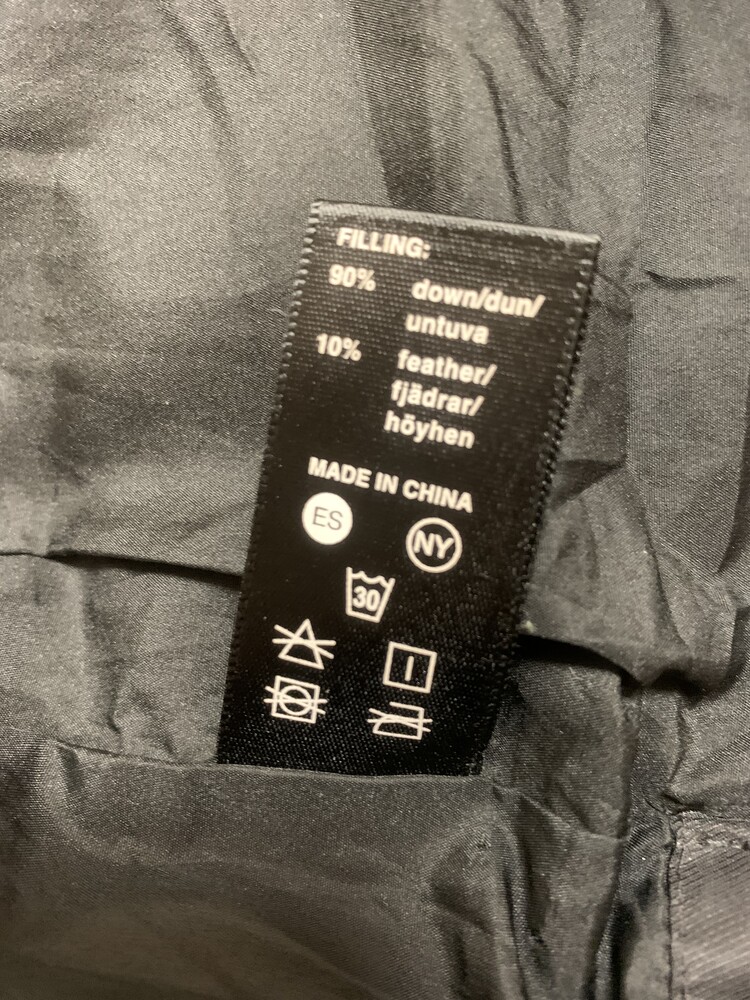 FILLING:
90% down/dun/
untuva
10% feather/
fjädrar/
höyhen
MADE IN CHINA
ES
NY
30